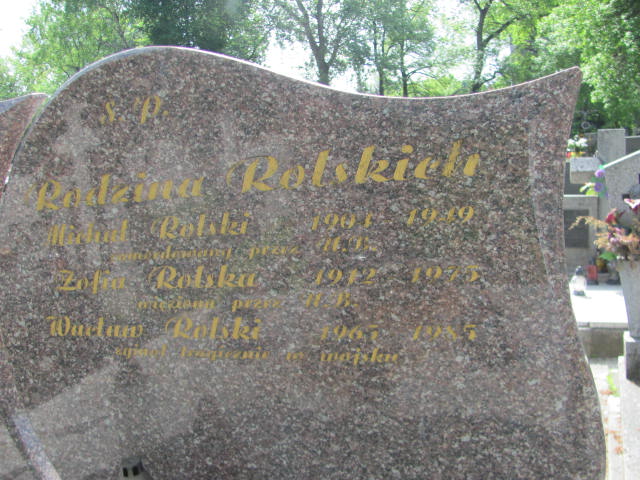 ś. P.
Rodzina Rolskich
Michał Rolski 1904 1949
zamordowany przez U.B.
Zofia Rolska 1912 1975
więziona przez U.B.
Wacław Rolski 1965 1985
zginął tragicznie w wojsku